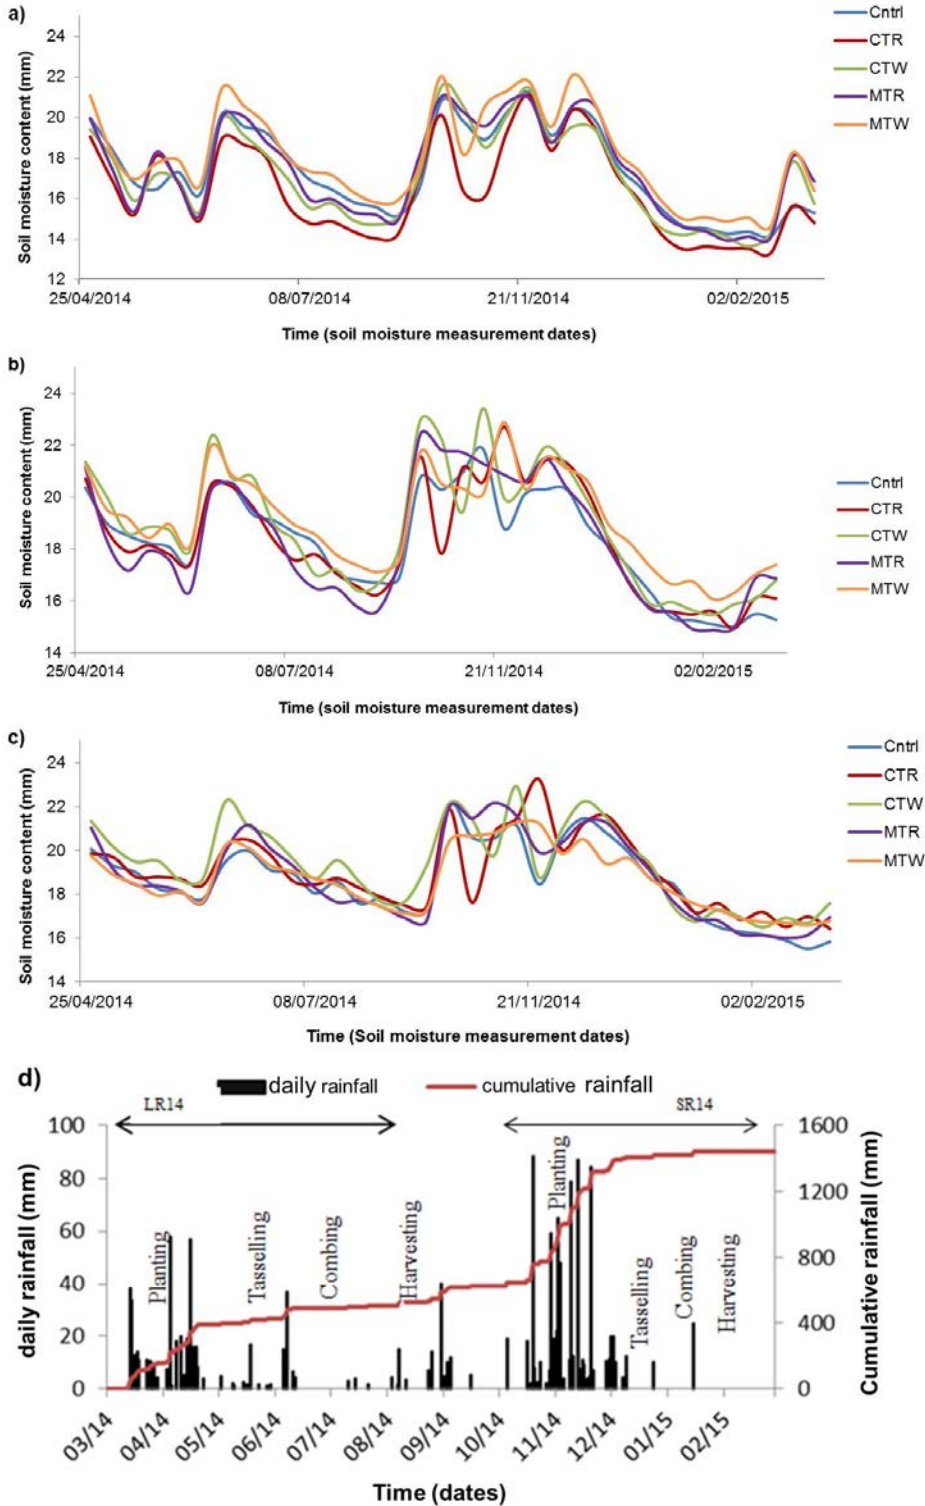 a)
24
22
20
18
16
14
12
Soil moisture content (mm)
25/04/2014 08/07/2014 21/11/2014 02/02/2015
Time (soil moisture measurement dates)
Cntrl
CTR
CTW
MTR
MTW
b)
24
22
20
18
16
14
Soil moisture content (mm)
25/04/2014 08/07/2014 21/11/2014 02/02/2015
Time (soil moisture measurement dates)
Cntrl
CTR
CTW
MTR
MTW
c)
24
22
20
18
16
14
Soil moisture content (mm)
25/04/2014 08/07/2014 21/11/2014 02/02/2015
Time (Soil moisture measurement dates)
Cntrl
CTR
CTW
MTR
MTW
d)
daily rainfall cumulative rainfall
LR14 SR14
100
80
60
40
20
0
daily rainfall (mm)
Planting
Tasselling
Combing
Harvesting
Planting
Tasselling
Combing
Harvesting
1600
1200
800
400
0
Cumulative rainfall (mm)
03/14 04/14 05/14 06/14 07/14 08/14 09/14 10/14 11/14 12/14 01/15 02/15
Time (dates)